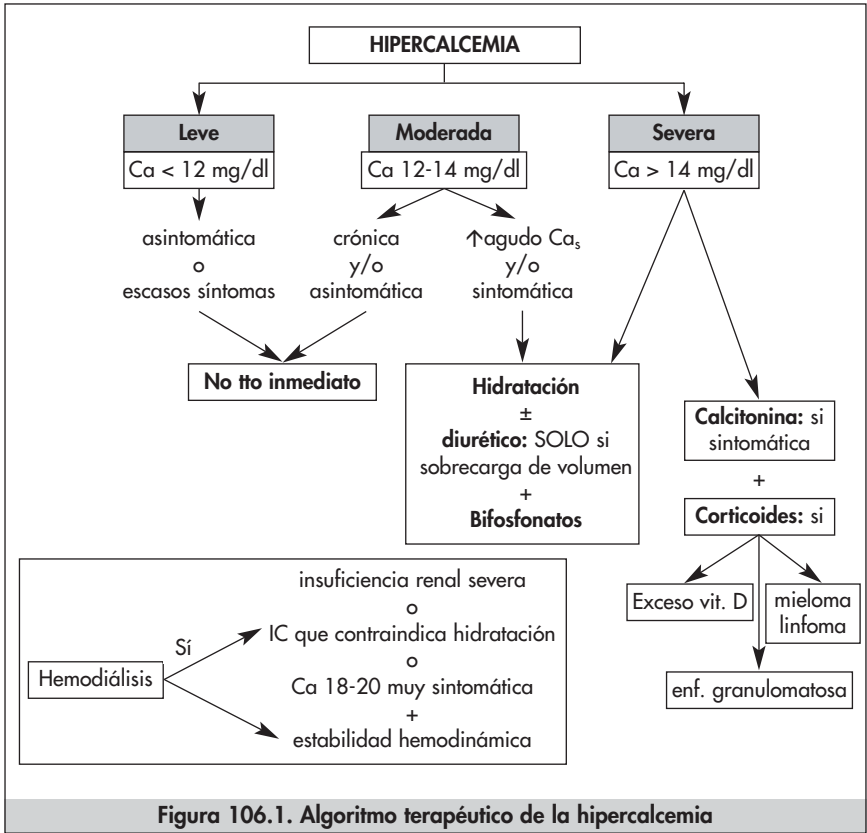 HIPERCALCEMIA
Leve
Ca < 12 mg/dl
asintomática
o
escasos síntomas
Moderada
Ca 12-14 mg/dl
crónica
y/o
asintomática
↑agudo Caₛ
y/o
sintomática
No tto inmediato
Severa
Ca > 14 mg/dl
Hidratación
±
diurético: SOLO si
sobrecarga de volumen
+
Bifosfonatos
Calcitonina: si
sintomática
+
Corticoides: si
Exceso vit. D
mieloma
linfoma
enf. granulomatosa
Hemodiálisis
Sí
insuficiencia renal severa
o
IC que contraindica hidratación
o
Ca 18-20 muy sintomática
+
estabilidad hemodinámica
Figura 106.1. Algoritmo terapéutico de la hipercalcemia